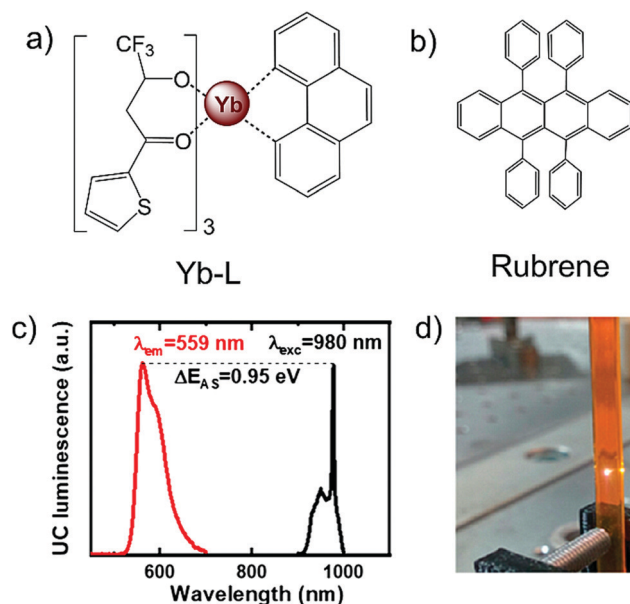 a)
b)
CF₃
O
O
Yb
S
3
Yb-L
Rubrene
c)
d)
λem=559 nm
λexc=980 nm
ΔEAS=0.95 eV
UC luminescence (a.u.)
600
800
1000
Wavelength (nm)